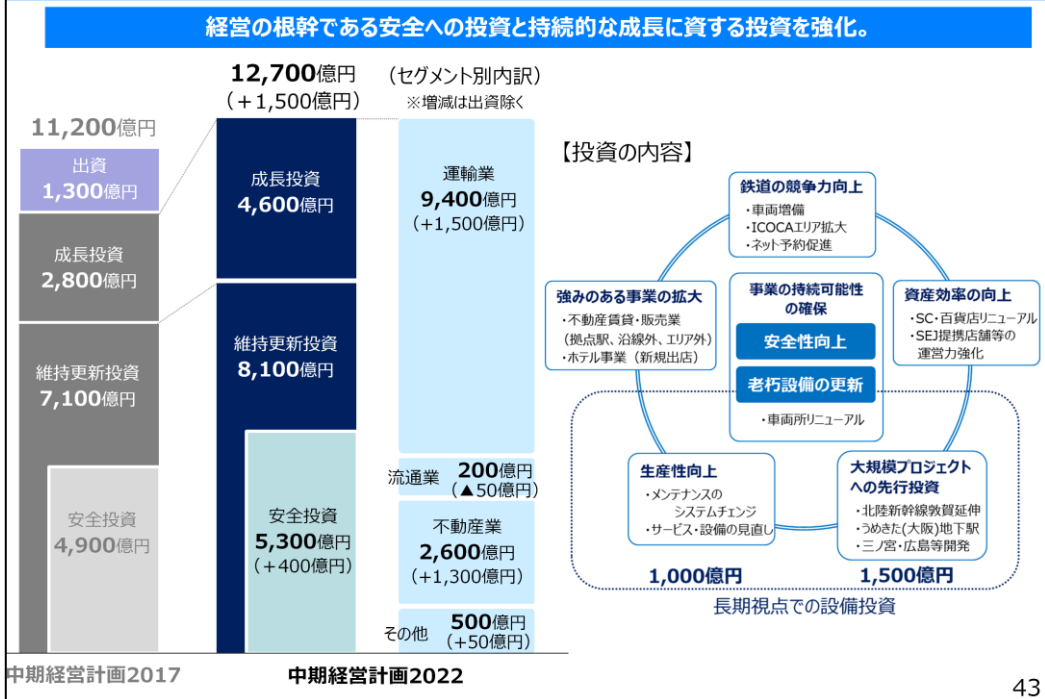 経営の根幹である安全への投資と持続的な成長に資する投資を強化。
11,200億円
出資
1,300億円
成長投資
2,800億円
維持更新投資
7,100億円
安全投資
4,900億円
中期経営計画2017
12,700億円
(+1,500億円)
成長投資
4,600億円
維持更新投資
8,100億円
安全投資
5,300億円
(+400億円)
中期経営計画2022
(セグメント別内訳)
※増減は出資除く
運輸業
9,400億円
(+1,500億円)
流通業 200億円
(▲50億円)
不動産業
2,600億円
(+1,300億円)
その他 500億円
(+50億円)
【投資の内容】
鉄道の競争力向上
・車両増備
・ICOCAエリア拡大
・ネット予約促進
強みのある事業の拡大
・不動産賃貸・販売業
(拠点駅、沿線外、エリア外)
・ホテル事業(新規出店)
事業の持続可能性
の確保
安全性向上
老朽設備の更新
・車両所リニューアル
資産効率の向上
・SC・百貨店リニューアル
・SEJ提携店舗等の
運営力強化
生産性向上
・メンテナンスの
システムチェンジ
・サービス・設備の見直し
大規模プロジェクト
への先行投資
・北陸新幹線敦賀延伸
・うめきた(大阪)地下駅
・三ノ宮・広島等開発
1,000億円
1,500億円
長期視点での設備投資
43